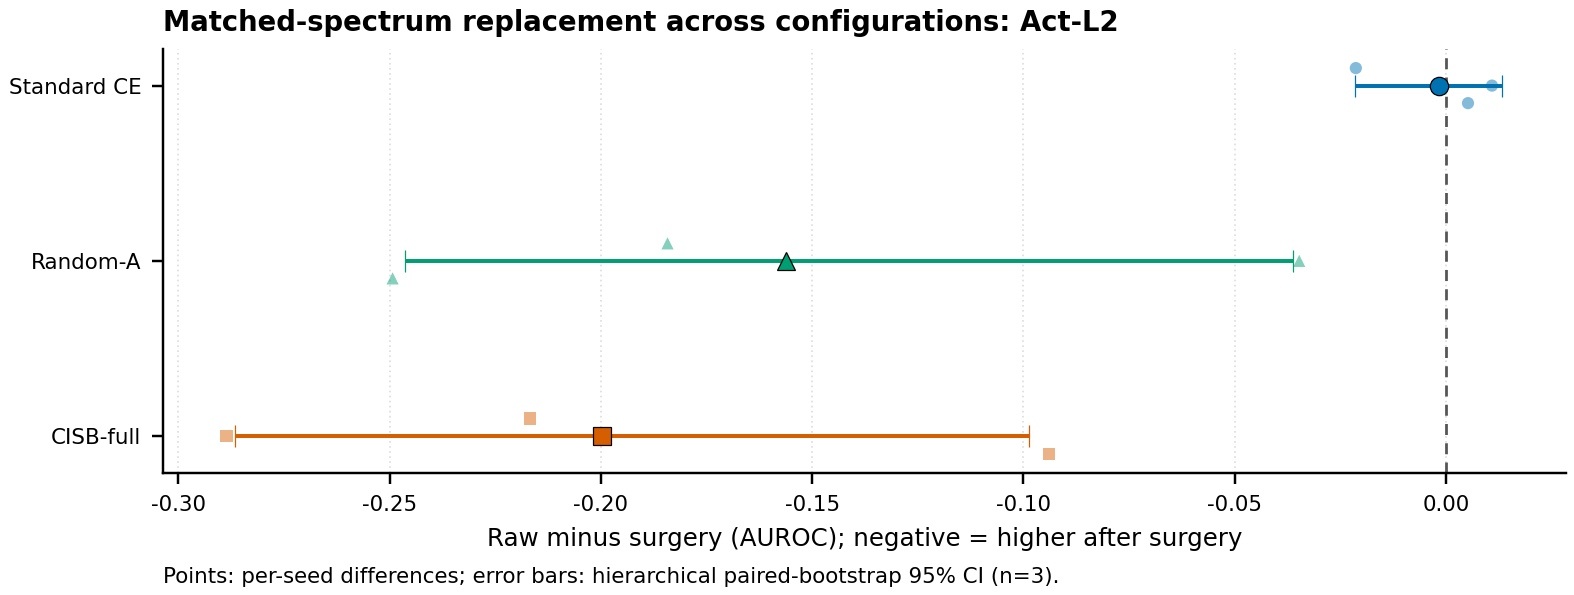 Matched-spectrum replacement across configurations: Act-L2
Standard CE
Random-A
CISB-full
-0.30 -0.25 -0.20 -0.15 -0.10 -0.05 0.00
Raw minus surgery (AUROC); negative = higher after surgery
Points: per-seed differences; error bars: hierarchical paired-bootstrap 95% CI (n=3).